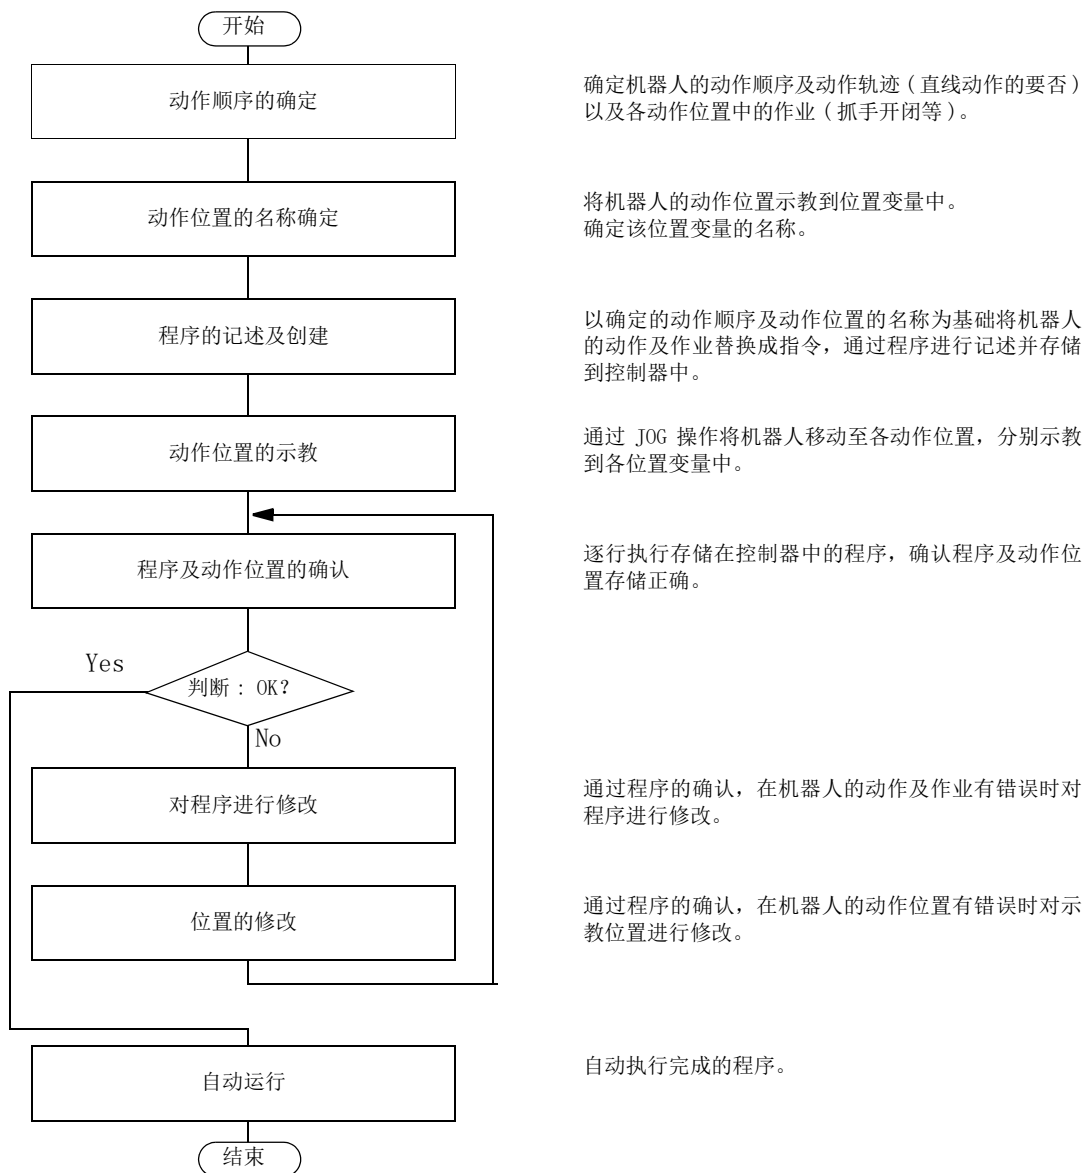 开始
动作顺序的确定
确定机器人的动作顺序及动作轨迹 ( 直线动作的要否 )
以及各动作位置中的作业 ( 抓手开闭等 )。
动作位置的名称确定
将机器人的动作位置示教到位置变量中。
确定该位置变量的名称。
程序的记述及创建
以确定的动作顺序及动作位置的名称为基础将机器人
的动作及作业替换成指令，通过程序进行记述并存储
到控制器中。
动作位置的示教
通过 JOG 操作将机器人移动至各动作位置，分别示教
到各位置变量中。
程序及动作位置的确认
逐行执行存储在控制器中的程序，确认程序及动作位
置存储正确。
Yes
判断 : OK?
No
对程序进行修改
通过程序的确认，在机器人的动作及作业有错误时对
程序进行修改。
位置的修改
通过程序的确认，在机器人的动作位置有错误时对示
教位置进行修改。
自动运行
自动执行完成的程序。
结束